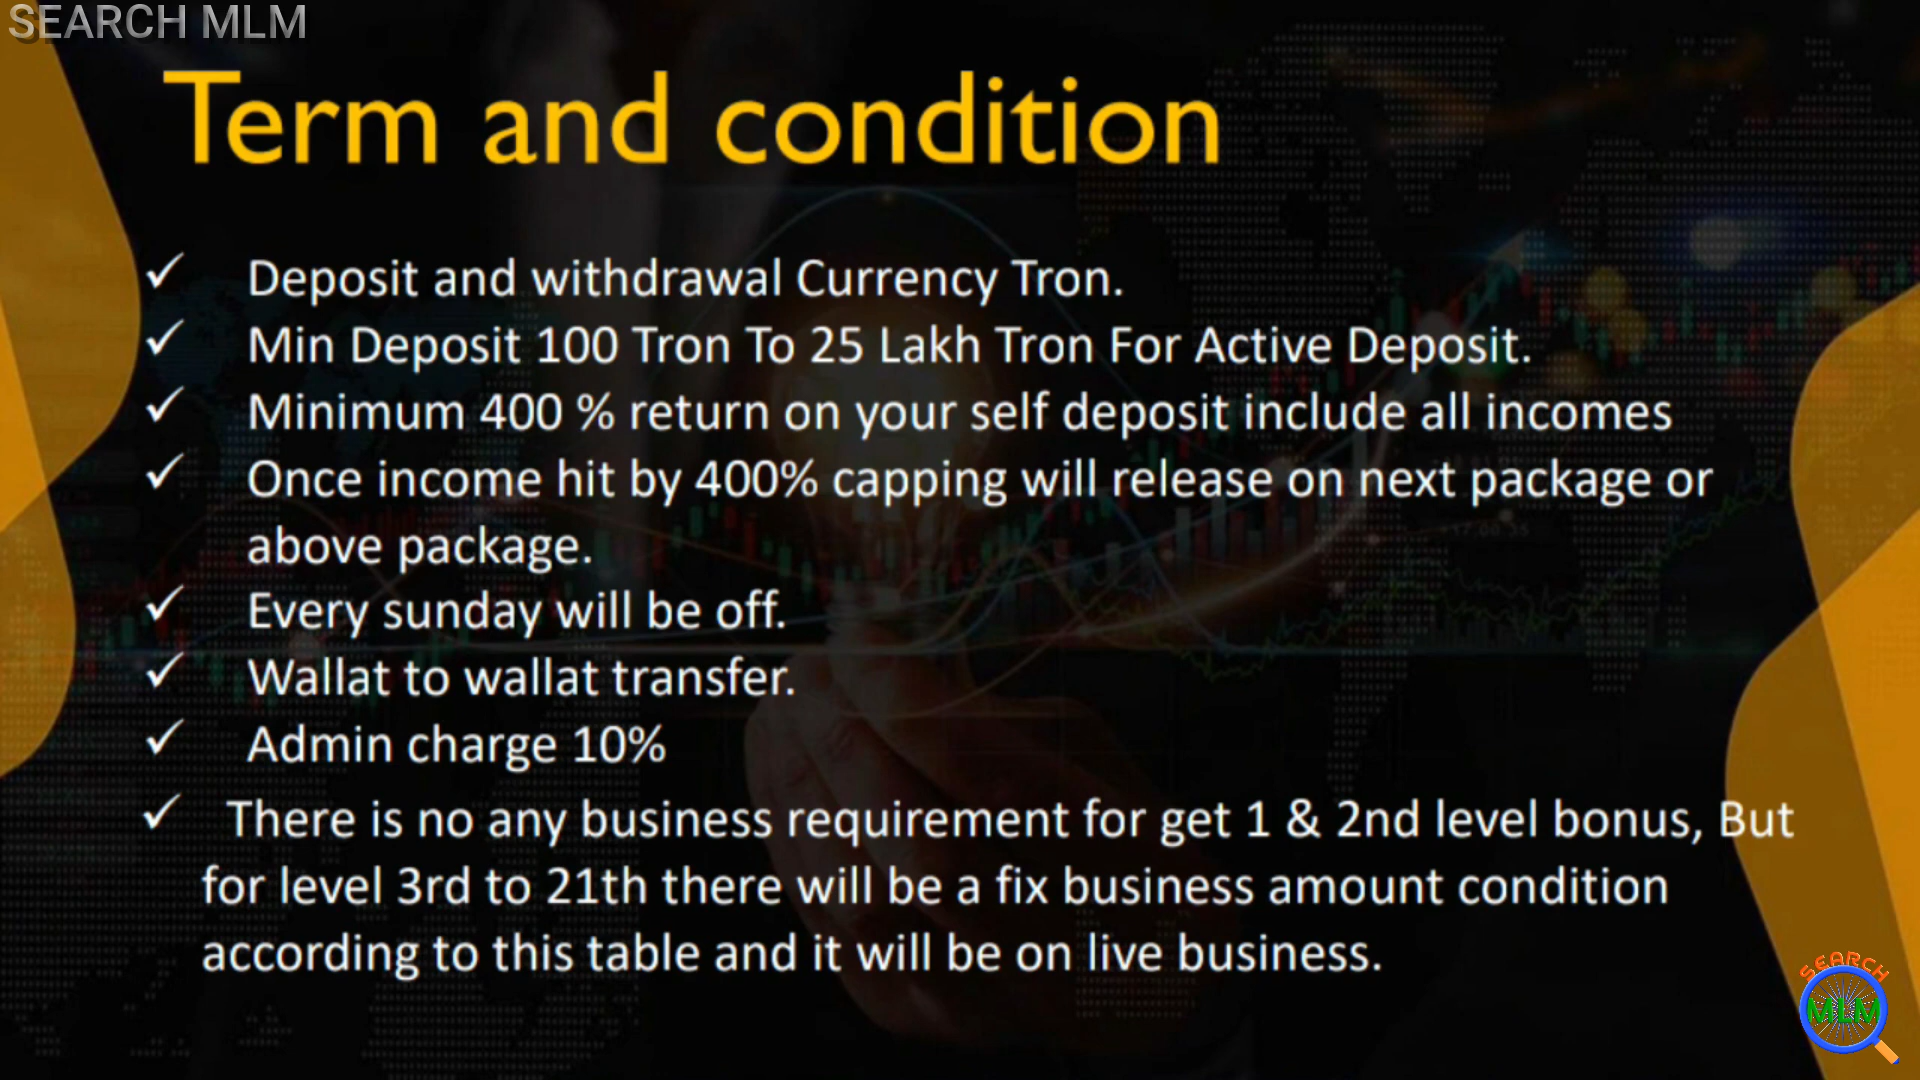 SEARCH MLM
Term and condition
✓ Deposit and withdrawal Currency Tron.
✓ Min Deposit 100 Tron To 25 Lakh Tron For Active Deposit.
✓ Minimum 400 % return on your self deposit include all incomes
✓ Once income hit by 400% capping will release on next package or
above package.
✓ Every sunday will be off.
✓ Wallat to wallat transfer.
✓ Admin charge 10%
✓ There is no any business requirement for get 1 & 2nd level bonus, But
for level 3rd to 21th there will be a fix business amount condition
according to this table and it will be on live business.
SEARCH
MLM